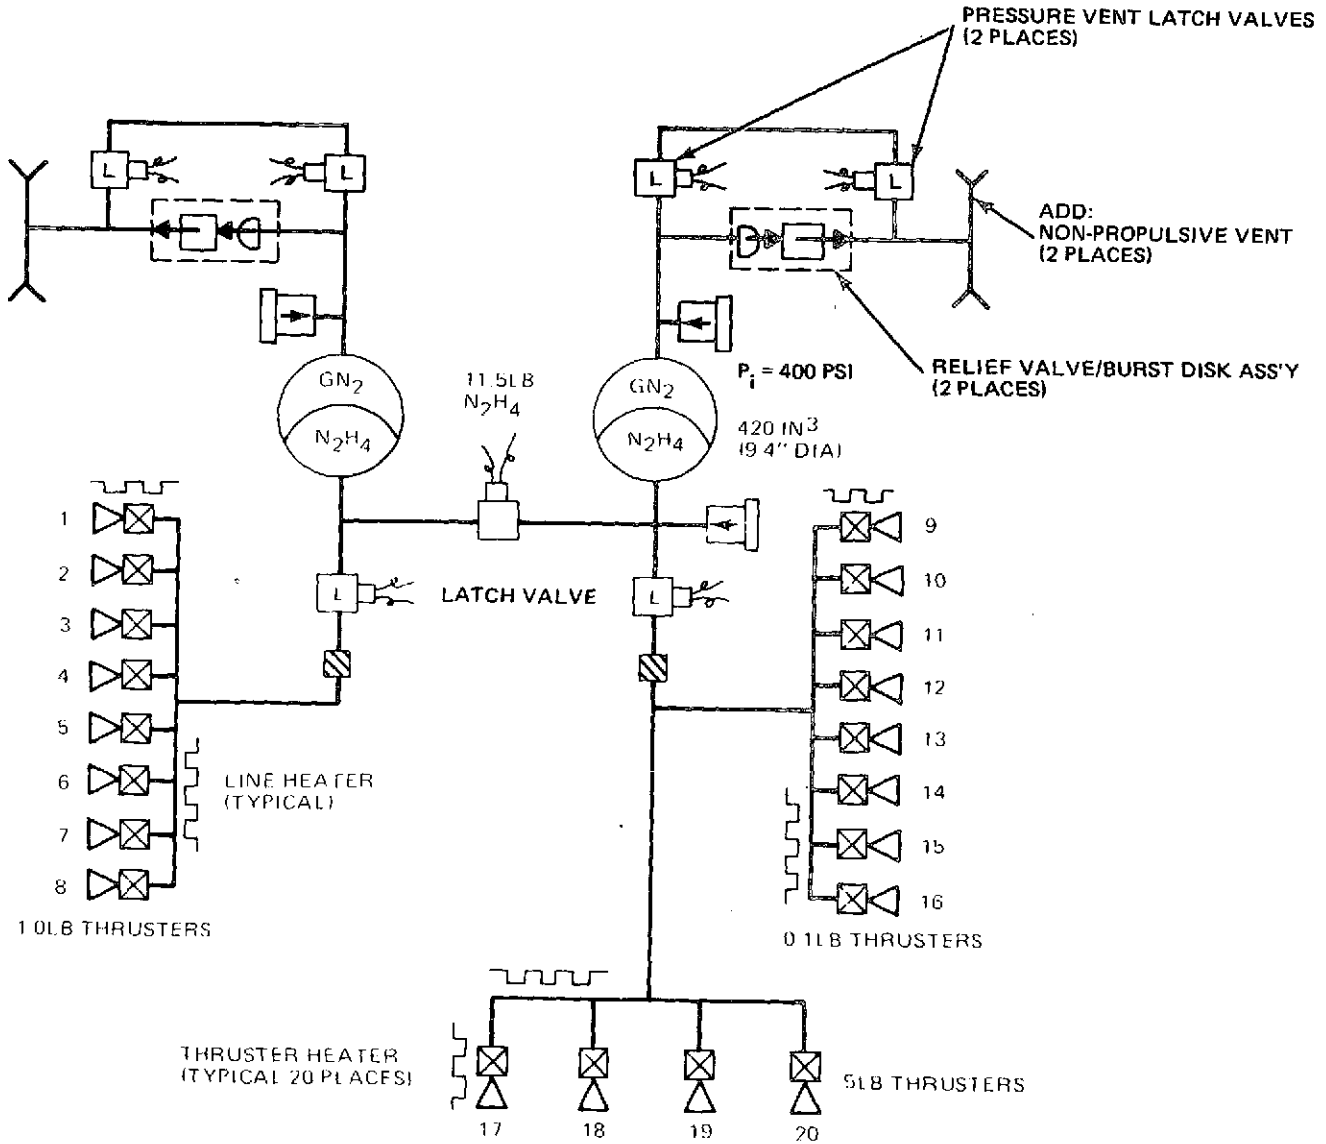 PRESSURE VENT LATCH VALVES
(2 PLACES)
L
L
L
L
ADD:
NON-PROPULSIVE VENT
(2 PLACES)
RELIEF VALVE/BURST DISK ASS'Y
(2 PLACES)
GN2
N2H4
11.5LB
N2H4
GN2
N2H4
Pi = 400 PSI
420 IN3
(9 4" DIA)
L
LATCH VALVE
L
1
2
3
4
5
6
7
8
1 0LB THRUSTERS
LINE HEATER
(TYPICAL)
9
10
11
12
13
14
15
16
0 1LB THRUSTERS
THRUSTER HEATER
(TYPICAL 20 PLACES)
17
18
19
20
5LB THRUSTERS